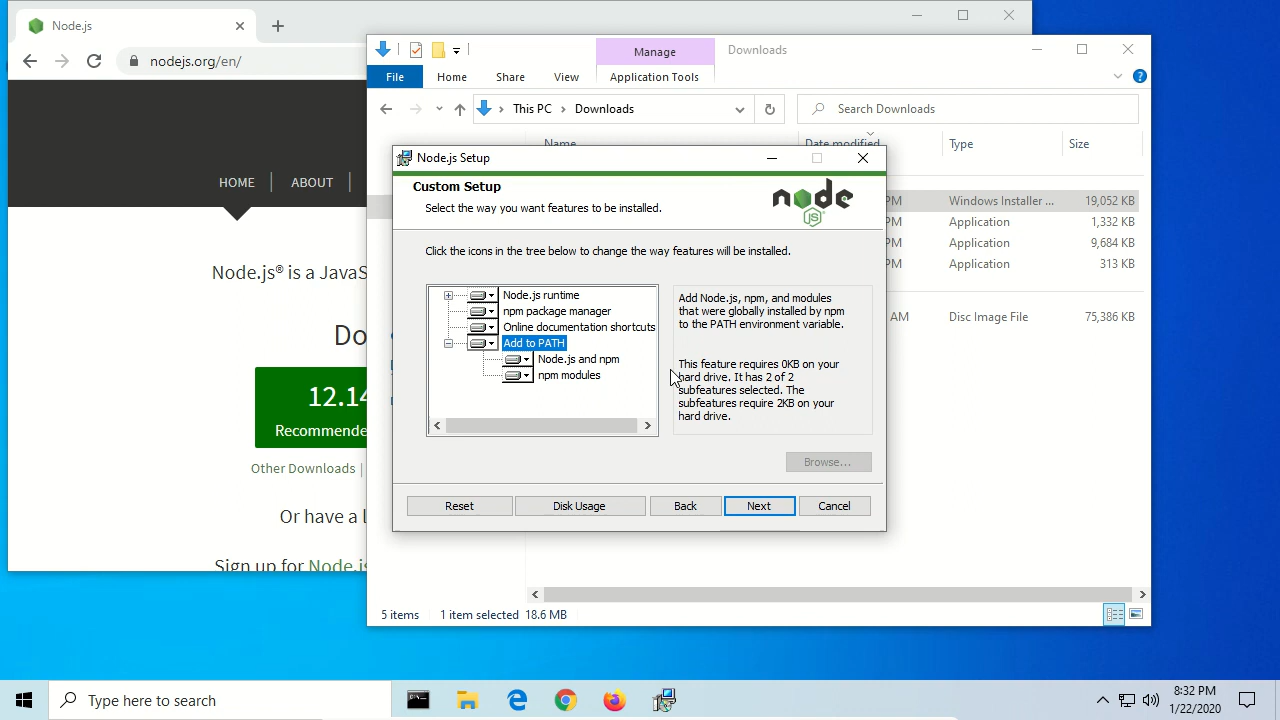 Node.js
nodejs.org/en/
HOME
ABOUT
Node.js® is a JavaS
Do
12.14
Recommende
Other Downloads
Or have a l
Sign up for Node.js
Manage
Downloads
File
Home
Share
View
Application Tools
This PC
Downloads
Search Downloads
Name
Date modified
Type
Size
PM
Windows Installer ...
19,052 KB
PM
Application
1,332 KB
PM
Application
9,684 KB
PM
Application
313 KB
AM
Disc Image File
75,386 KB
5 items
1 item selected
18.6 MB
Node.js Setup
Custom Setup
Select the way you want features to be installed.
node
JS
Click the icons in the tree below to change the way features will be installed.
Node.js runtime
npm package manager
Online documentation shortcuts
Add to PATH
Node.js and npm
npm modules
Add Node.js, npm, and modules
that were globally installed by npm
to the PATH environment variable.
This feature requires 0KB on your
hard drive. It has 2 of 2
subfeatures selected. The
subfeatures require 2KB on your
hard drive.
Browse...
Reset
Disk Usage
Back
Next
Cancel
Type here to search
8:32 PM
1/22/2020